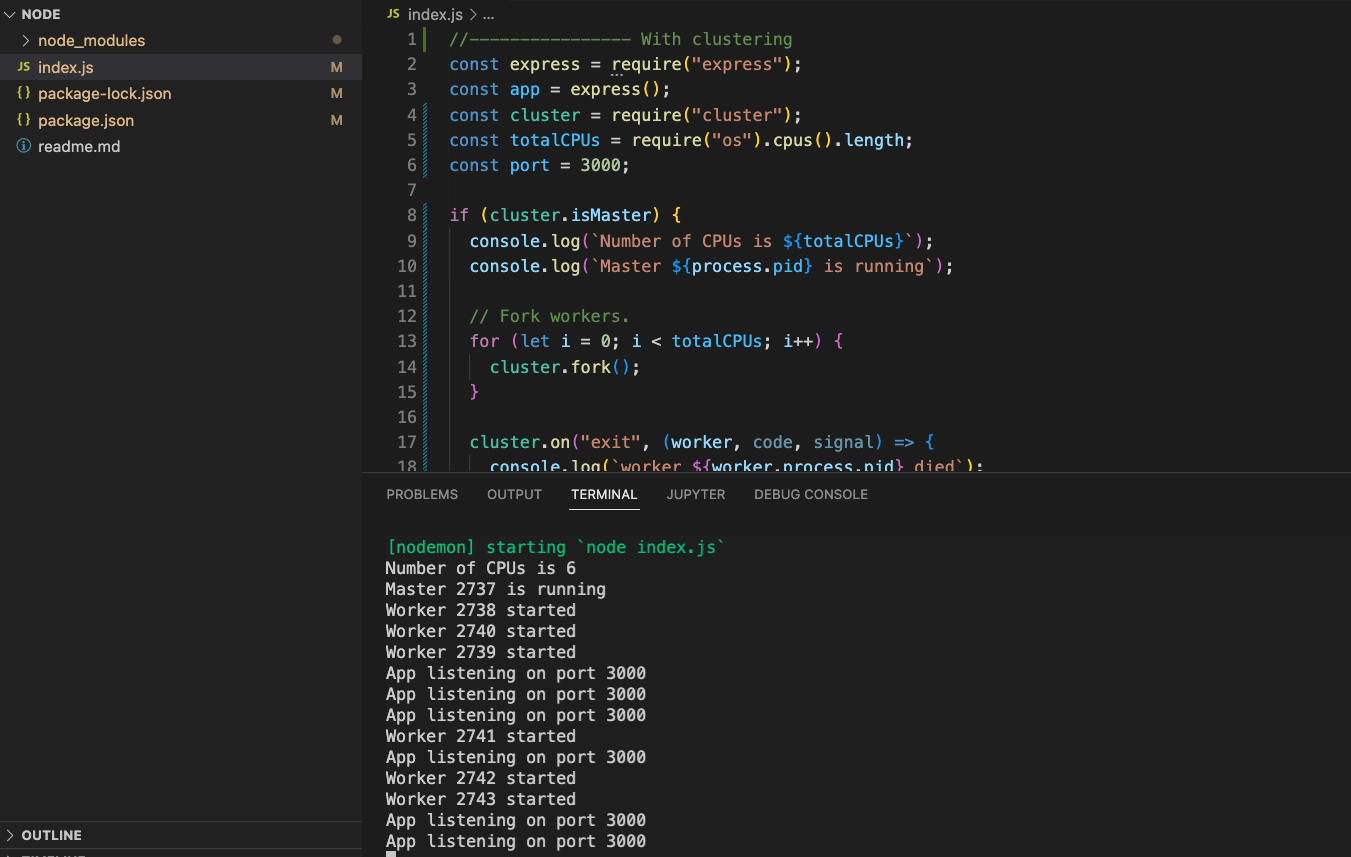 NODE
node_modules
JS index.js M
{} package-lock.json M
{} package.json M
readme.md
OUTLINE
JS index.js > ...
1 //---------------- With clustering
2 const express = require("express");
3 const app = express();
4 const cluster = require("cluster");
5 const totalCPUs = require("os").cpus().length;
6 const port = 3000;
7
8 if (cluster.isMaster) {
9 console.log(`Number of CPUs is ${totalCPUs}`);
10 console.log(`Master ${process.pid} is running`);
11
12 // Fork workers.
13 for (let i = 0; i < totalCPUs; i++) {
14 cluster.fork();
15 }
16
17 cluster.on("exit", (worker, code, signal) => {
18 console.log(`worker ${worker.process.pid} died`);
PROBLEMS OUTPUT TERMINAL JUPYTER DEBUG CONSOLE
[nodemon] starting `node index.js`
Number of CPUs is 6
Master 2737 is running
Worker 2738 started
Worker 2740 started
Worker 2739 started
App listening on port 3000
App listening on port 3000
App listening on port 3000
Worker 2741 started
App listening on port 3000
Worker 2742 started
Worker 2743 started
App listening on port 3000
App listening on port 3000